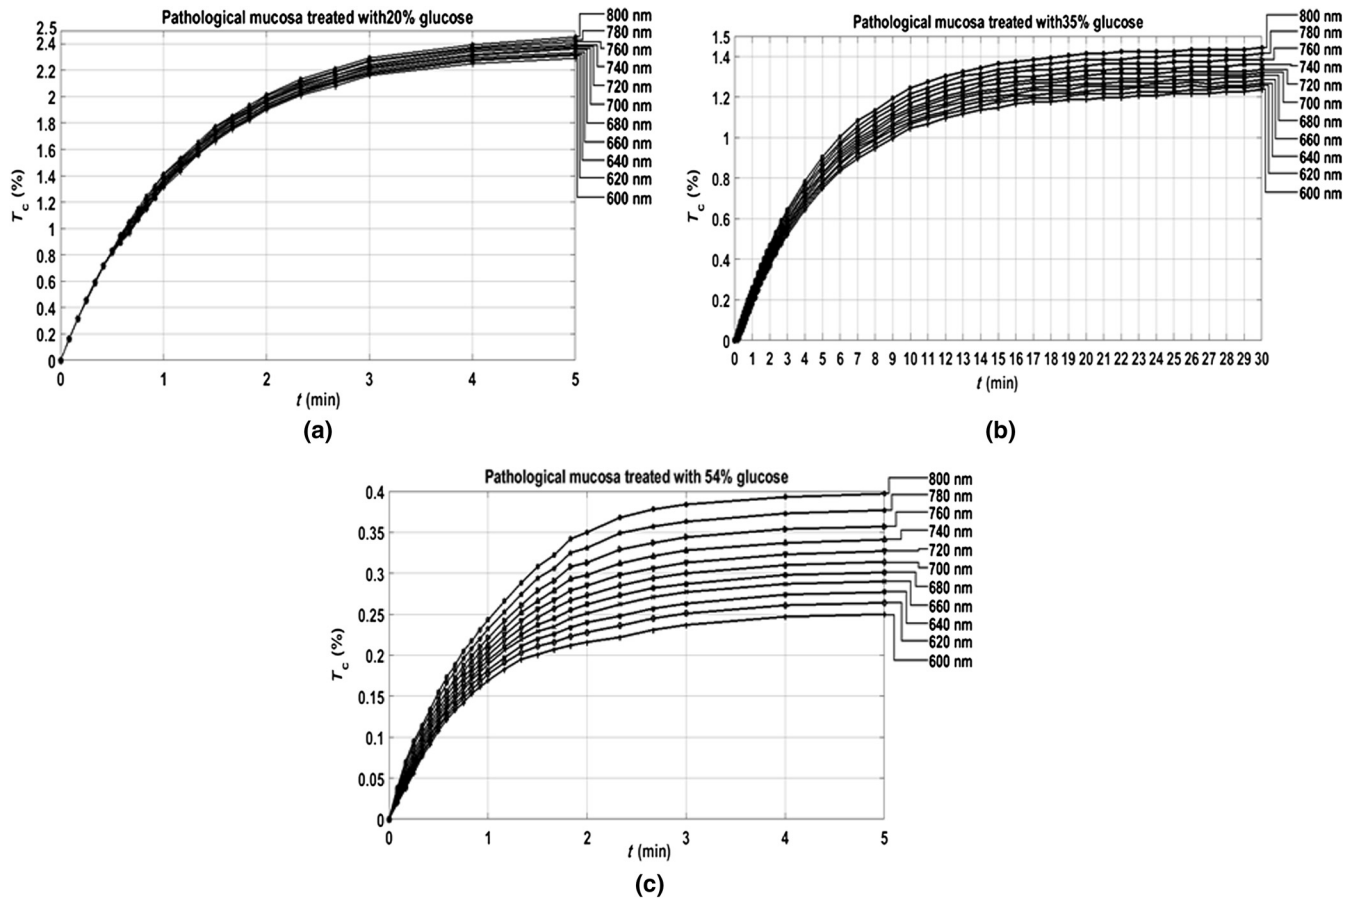 Pathological mucosa treated with20% glucose
2.5
2.4
2.2
2
1.8
1.6
1.4
1.2
1
0.8
0.6
0.4
0.2
0
T c (%)
0 1 2 3 4 5
t (min)
800 nm
780 nm
760 nm
740 nm
720 nm
700 nm
680 nm
660 nm
640 nm
620 nm
600 nm
(a)
Pathological mucosa treated with35% glucose
1.5
1.4
1.2
1
0.8
0.6
0.4
0.2
0
T c (%)
0 1 2 3 4 5 6 7 8 9 10 11 12 13 14 15 16 17 18 19 20 21 22 23 24 25 26 27 28 29 30
t (min)
800 nm
780 nm
760 nm
740 nm
720 nm
700 nm
680 nm
660 nm
640 nm
620 nm
600 nm
(b)
Pathological mucosa treated with 54% glucose
0.4
0.35
0.3
0.25
0.2
0.15
0.1
0.05
0
T c (%)
0 1 2 3 4 5
t (min)
800 nm
780 nm
760 nm
740 nm
720 nm
700 nm
680 nm
660 nm
640 nm
620 nm
600 nm
(c)